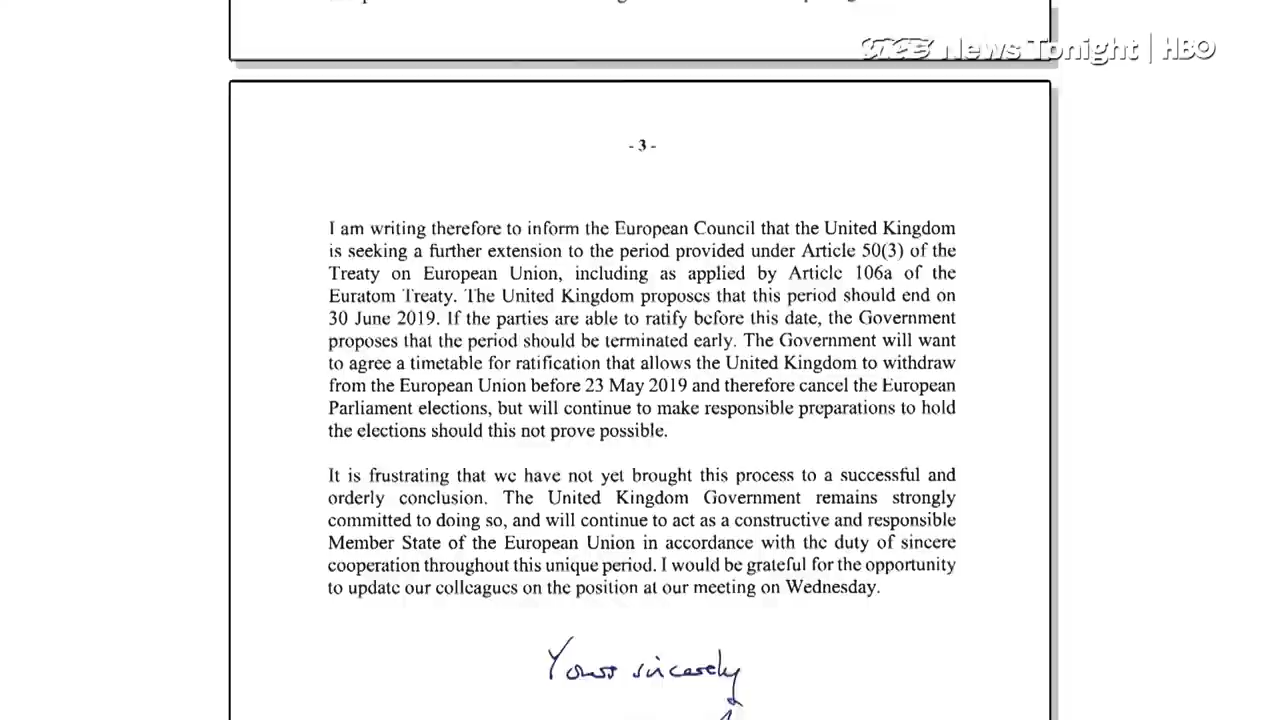 VICE News Tonight | HBO
- 3 -
I am writing therefore to inform the European Council that the United Kingdom
is seeking a further extension to the period provided under Article 50(3) of the
Treaty on European Union, including as applied by Article 106a of the
Euratom Treaty. The United Kingdom proposes that this period should end on
30 June 2019. If the parties are able to ratify before this date, the Government
proposes that the period should be terminated early. The Government will want
to agree a timetable for ratification that allows the United Kingdom to withdraw
from the European Union before 23 May 2019 and therefore cancel the European
Parliament elections, but will continue to make responsible preparations to hold
the elections should this not prove possible.
It is frustrating that we have not yet brought this process to a successful and
orderly conclusion. The United Kingdom Government remains strongly
committed to doing so, and will continue to act as a constructive and responsible
Member State of the European Union in accordance with the duty of sincere
cooperation throughout this unique period. I would be grateful for the opportunity
to update our colleagues on the position at our meeting on Wednesday.
Yours sincerely